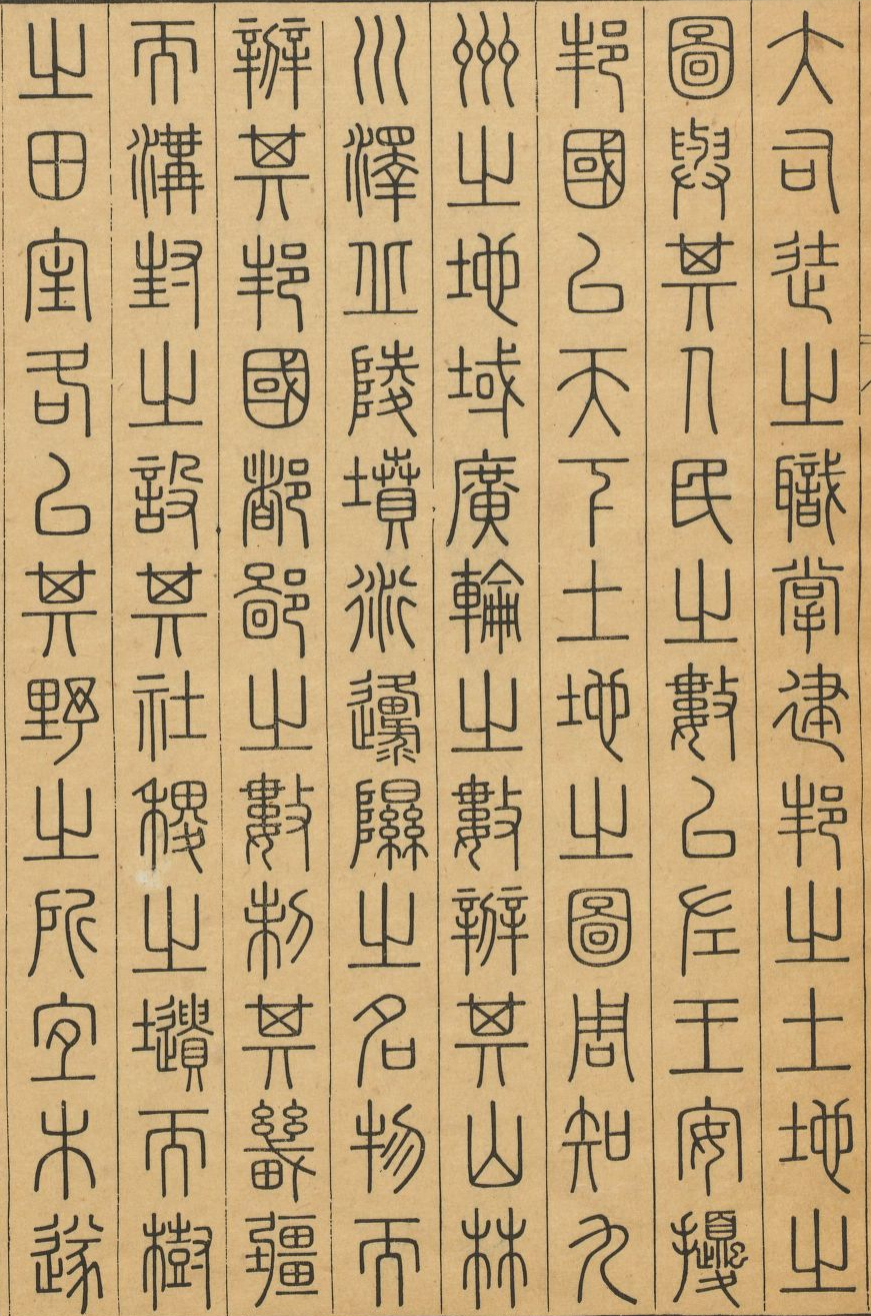 大司徒之職掌建邦之土地之
圖與其人民之數以佐王安擾
邦國以天下土地之圖周知九
州之地域廣輪之數辨其山林
川澤丘陵墳衍邍隰之名物而
辨其邦國都鄙之數制其畿疆
而溝封之設其社稷之壝而樹
之田室各以其野之所宜木遂